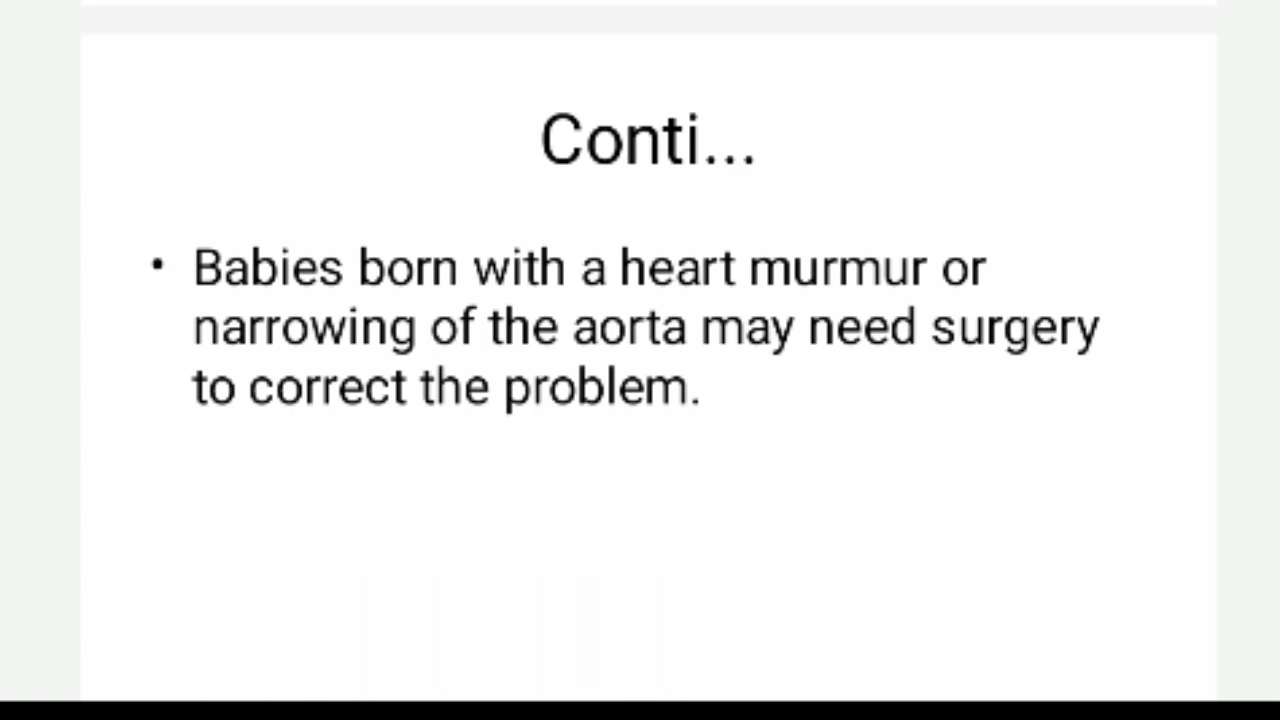 Conti...
• Babies born with a heart murmur or
narrowing of the aorta may need surgery
to correct the problem.